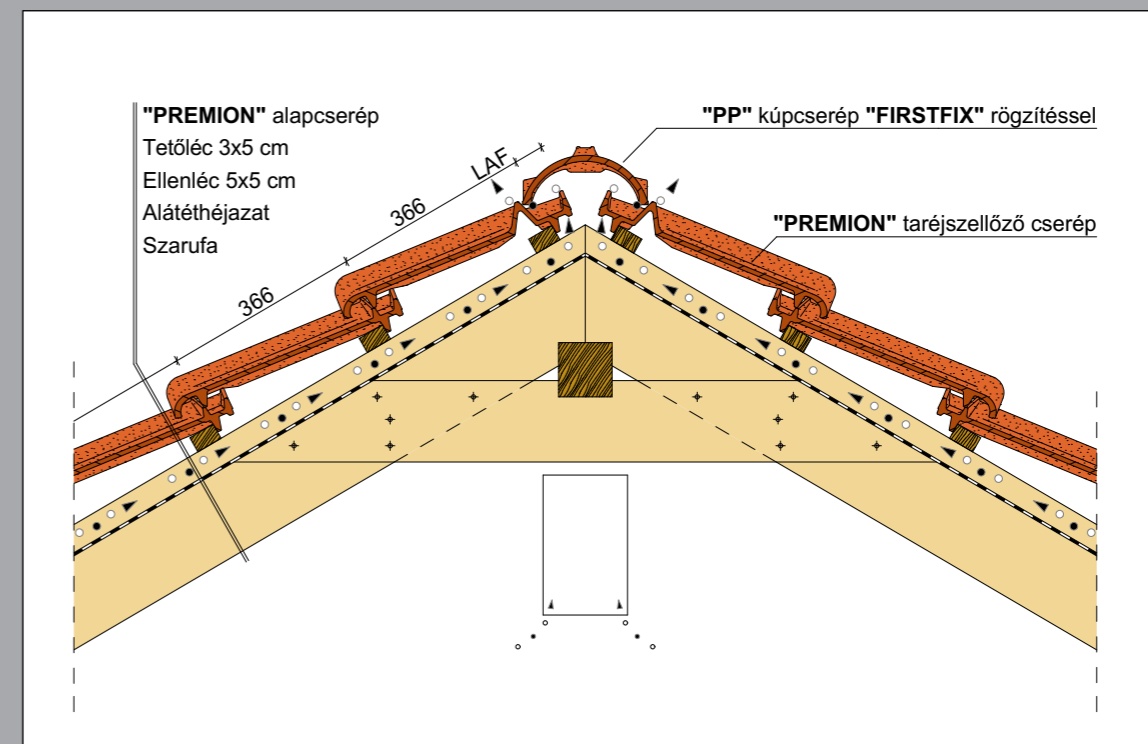 "PREMION" alapcserép
Tetőléc 3x5 cm
Ellenléc 5x5 cm
Alátéthéjazat
Szarufa
"PP" kúpcserép "FIRSTFIX" rögzítéssel
"PREMION" taréjszellőző cserép
LAF
366
366